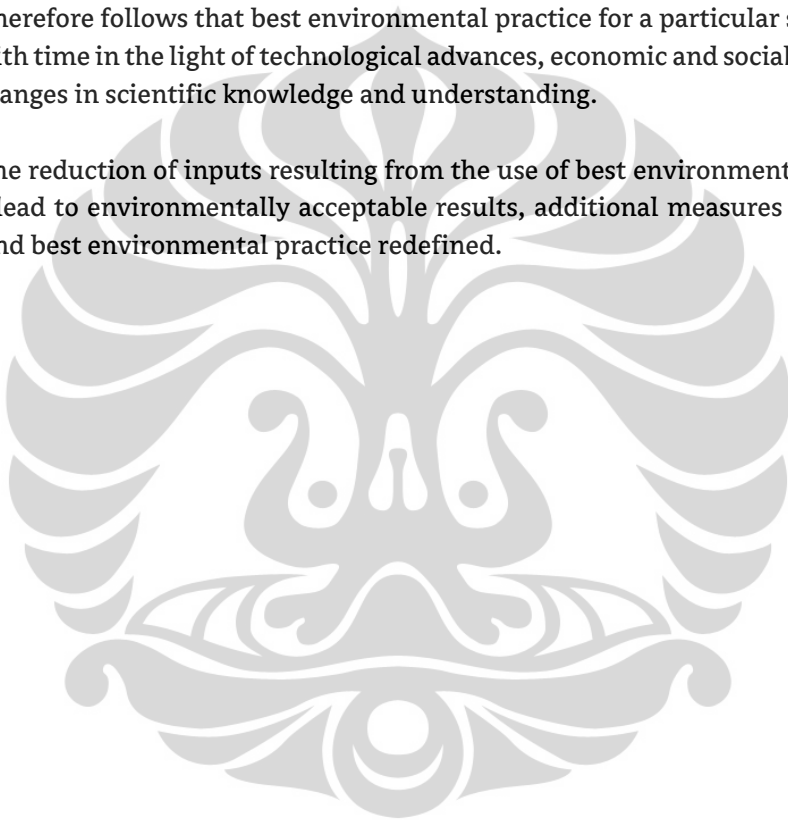 herefore follows that best environmental practice for a particular s
ith time in the light of technological advances, economic and social
anges in scientific knowledge and understanding.
he reduction of inputs resulting from the use of best environment
lead to environmentally acceptable results, additional measures
nd best environmental practice redefined.